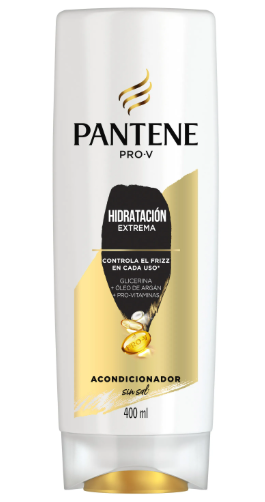 PANTENE
PRO-V
HIDRATACIÓN
EXTREMA
CONTROLA EL FRIZZ
EN CADA USO*
GLICERINA
+ ÓLEO DE ARGÁN
+ PRO-VITAMINAS
ACONDICIONADOR
sin sal
400 ml